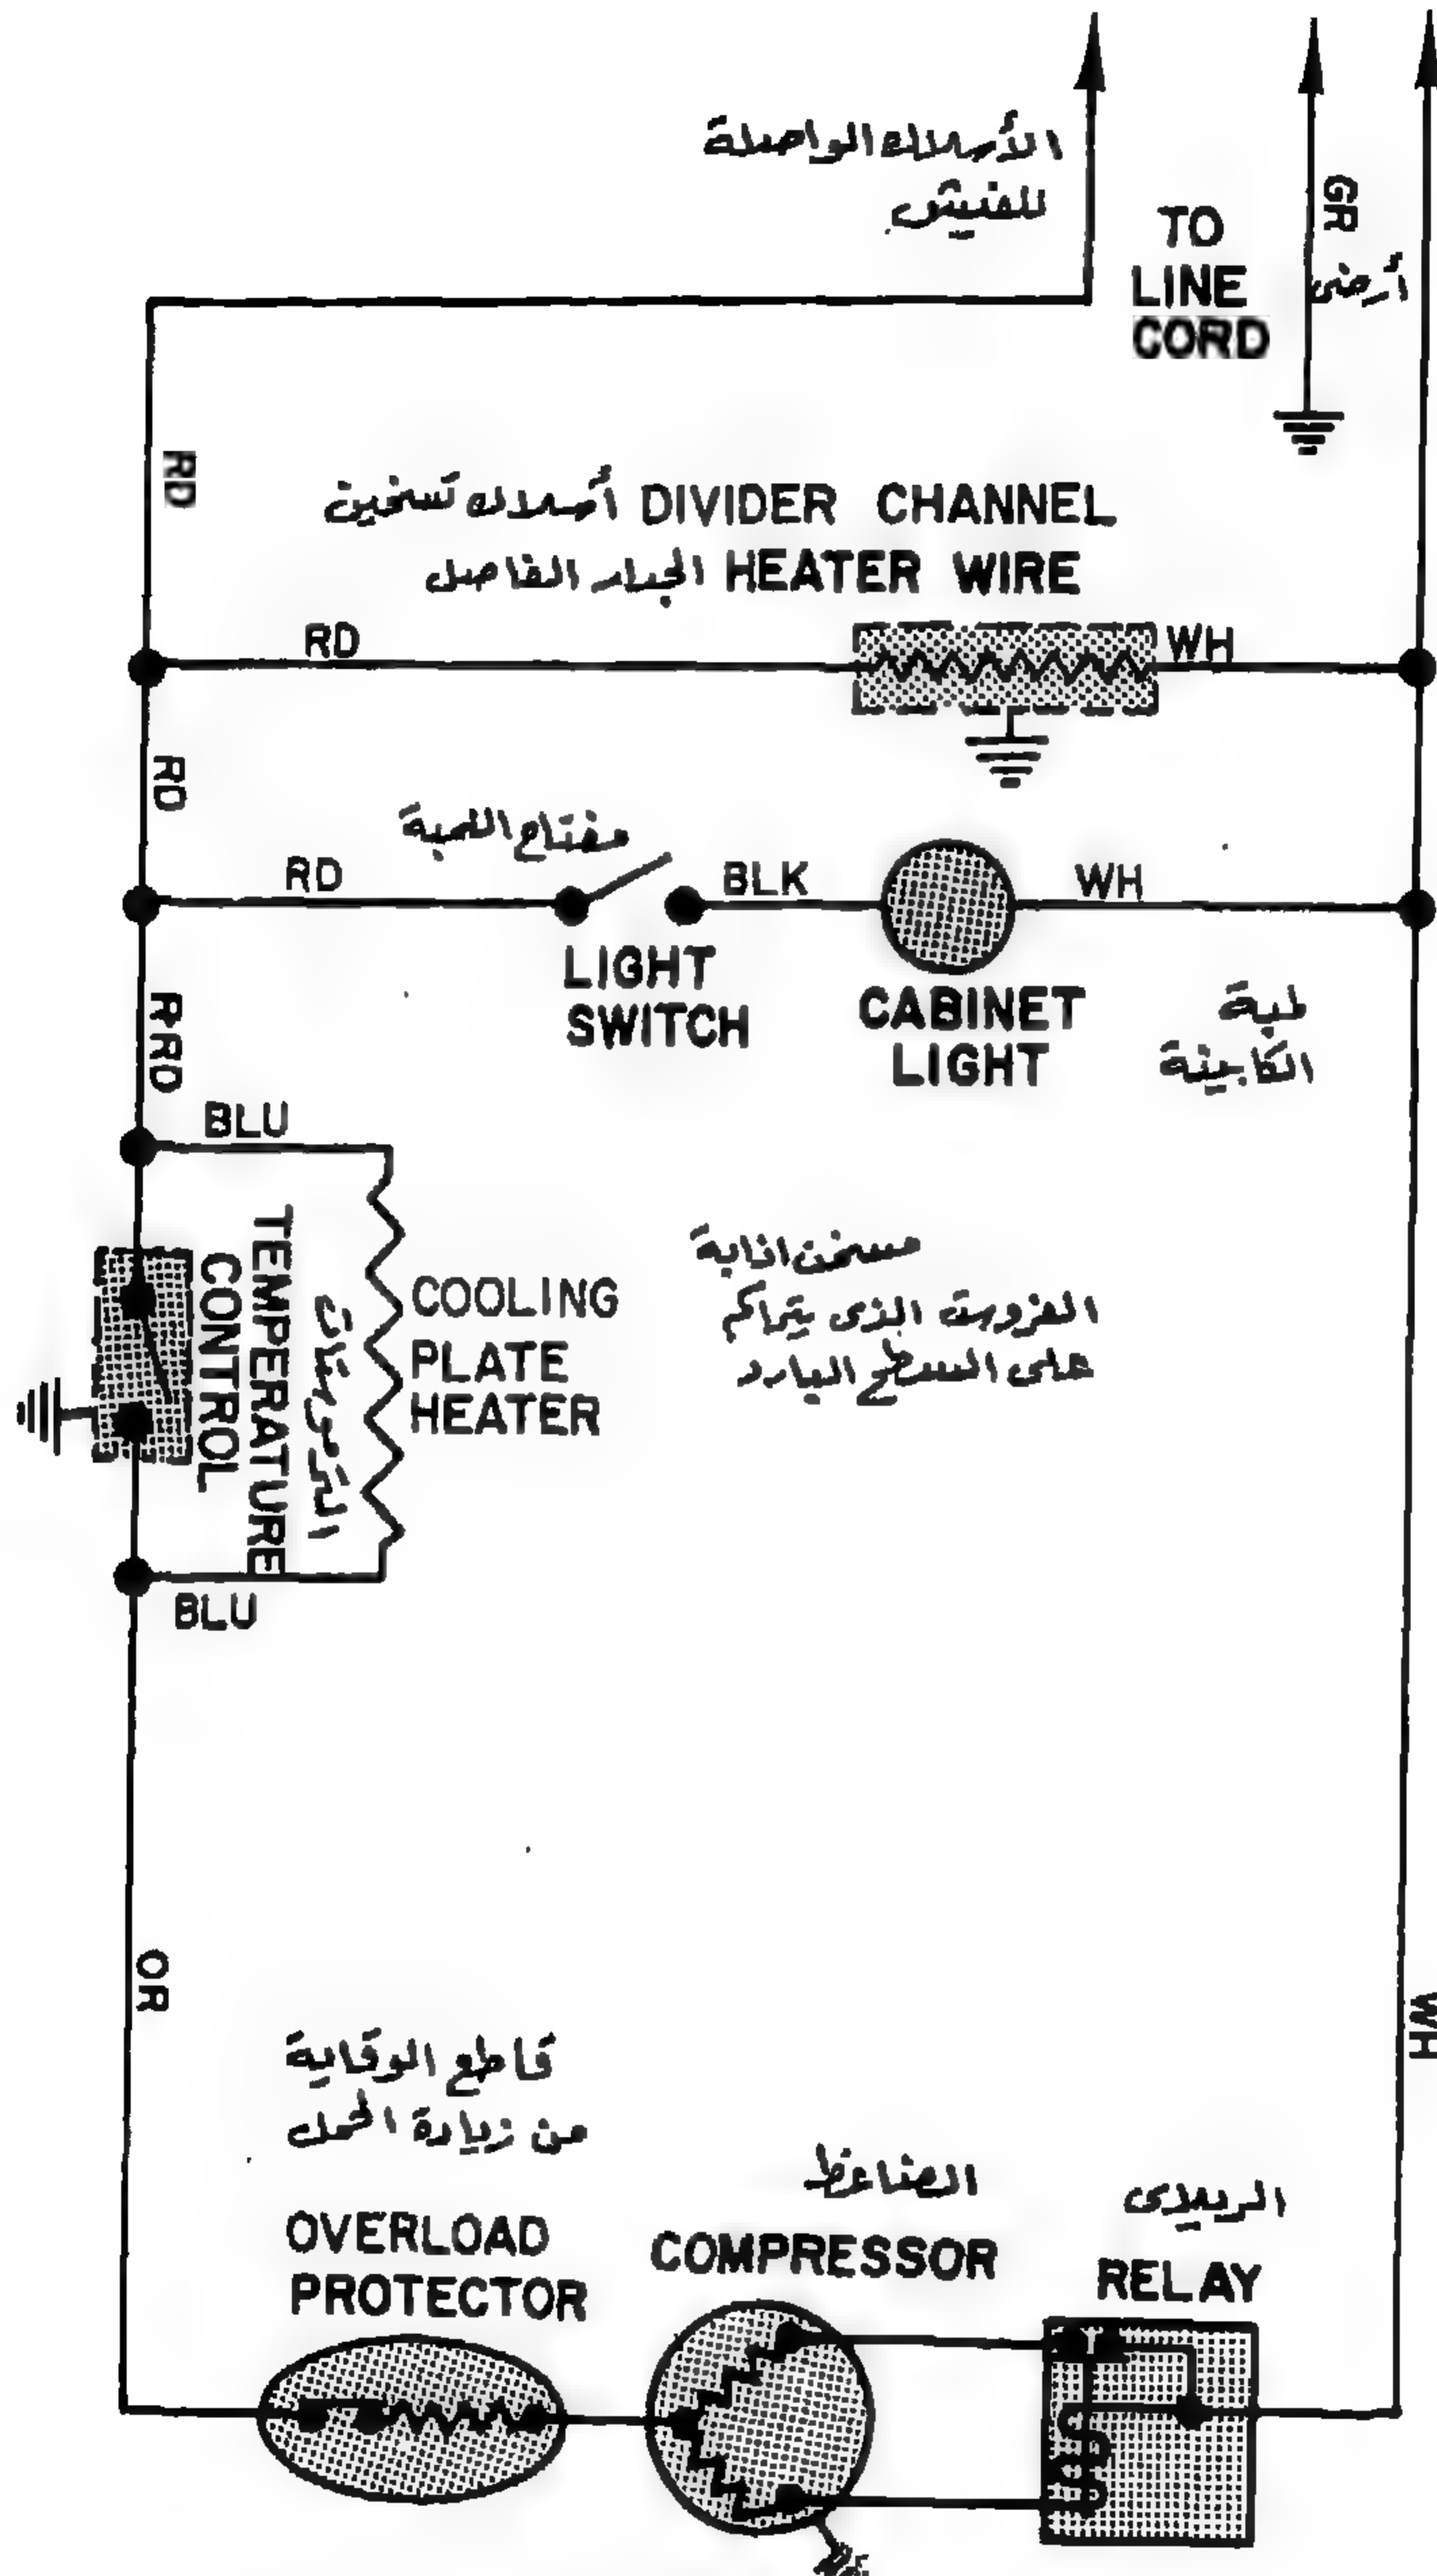 الأسلاك الواصلة
للفيش
TO
LINE
CORD
GR
أرضى
RD
أسلاك تسخين DIVIDER CHANNEL
الجدار الفاصل HEATER WIRE
RD
WH
RD
مفتاح اللمبة
RD
BLK
WH
LIGHT
SWITCH
CABINET
LIGHT
لمبة
الكابينة
RRD
BLU
TEMPERATURE
CONTROL
الترموستات
COOLING
PLATE
HEATER
مسخن اذابة
الفروست الذى يتراكم
على السطح البارد
BLU
OR
WH
قاطع الوقاية
من زيادة الحمل
OVERLOAD
PROTECTOR
الضاغط
COMPRESSOR
الريلاى
RELAY